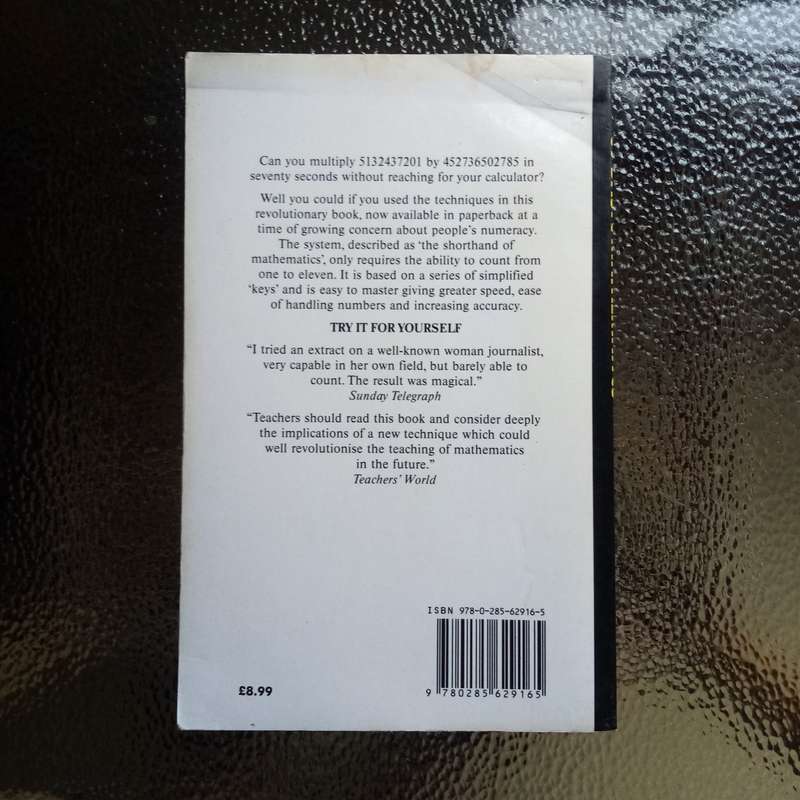 Can you multiply 5132437201 by 452736502785 in
seventy seconds without reaching for your calculator?
Well you could if you used the techniques in this
revolutionary book, now available in paperback at a
time of growing concern about people's numeracy.
The system, described as 'the shorthand of
mathematics', only requires the ability to count from
one to eleven. It is based on a series of simplified
'keys' and is easy to master giving greater speed, ease
of handling numbers and increasing accuracy.
TRY IT FOR YOURSELF
“I tried an extract on a well-known woman journalist,
very capable in her own field, but barely able to
count. The result was magical.”
Sunday Telegraph
“Teachers should read this book and consider deeply
the implications of a new technique which could
well revolutionise the teaching of mathematics
in the future.”
Teachers' World
ISBN 978-0-285-62916-5
£8.99
9 780285 629165